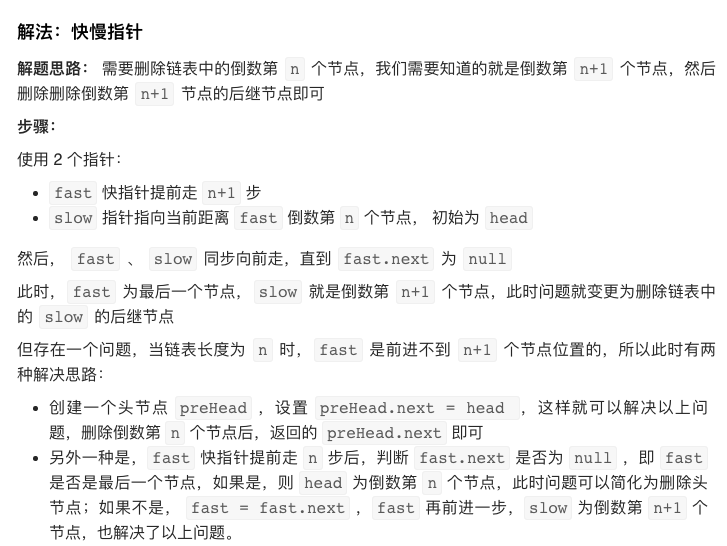 解法：快慢指针
解题思路： 需要删除链表中的倒数第 n 个节点，我们需要知道的就是倒数第 n+1 个节点，然后
删除删除倒数第 n+1 节点的后继节点即可
步骤：
使用 2 个指针：
• fast 快指针提前走 n+1 步
• slow 指针指向当前距离 fast 倒数第 n 个节点， 初始为 head
然后， fast 、 slow 同步向前走，直到 fast.next 为 null
此时， fast 为最后一个节点， slow 就是倒数第 n+1 个节点，此时问题就变更为删除链表中
的 slow 的后继节点
但存在一个问题，当链表长度为 n 时， fast 是前进不到 n+1 个节点位置的，所以此时有两
种解决思路：
• 创建一个头节点 preHead ，设置 preHead.next = head ，这样就可以解决以上问
题，删除倒数第 n 个节点后，返回的 preHead.next 即可
• 另外一种是， fast 快指针提前走 n 步后，判断 fast.next 是否为 null ，即 fast
是否是最后一个节点，如果是，则 head 为倒数第 n 个节点，此时问题可以简化为删除头
节点；如果不是， fast = fast.next ， fast 再前进一步， slow 为倒数第 n+1 个
节点，也解决了以上问题。